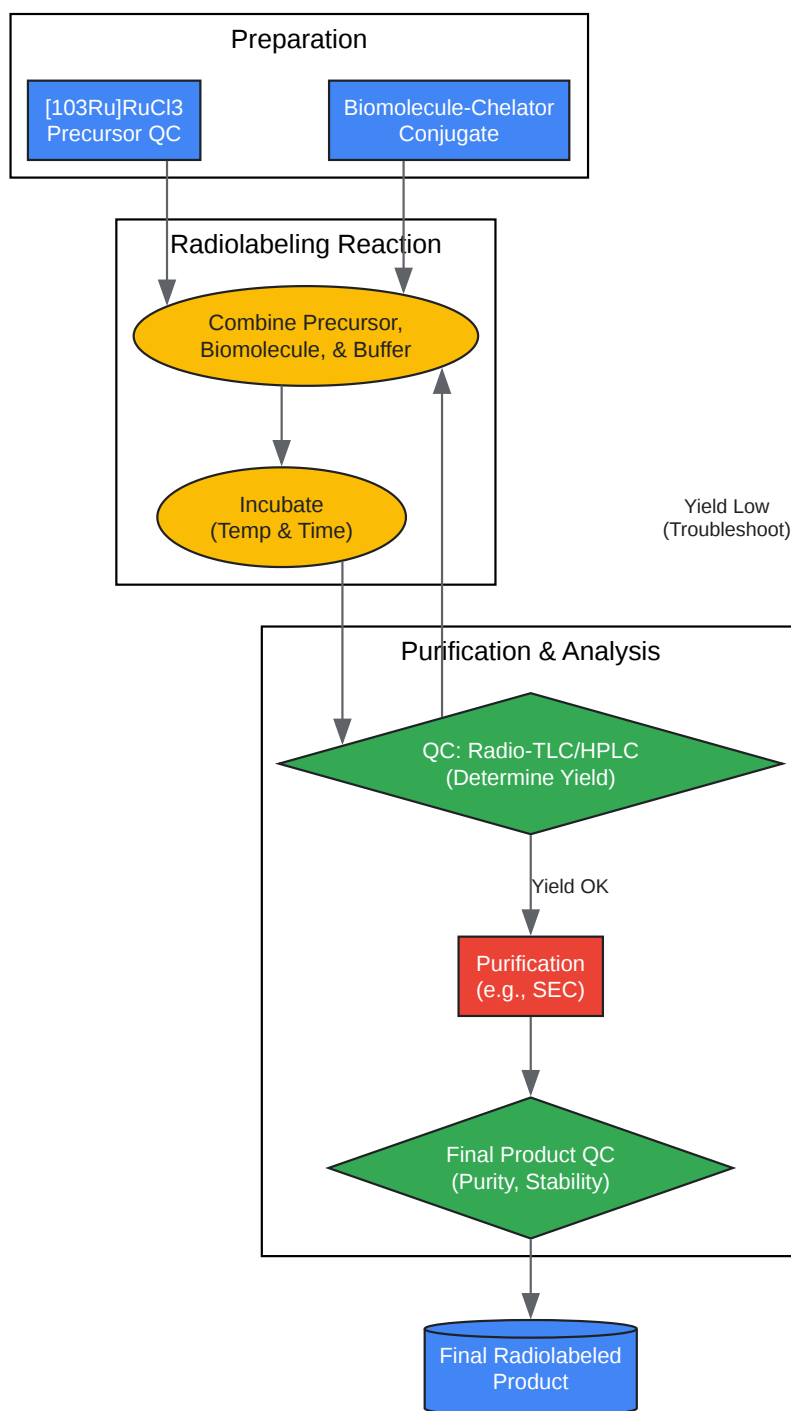 Preparation
[103Ru]RuCl3
Precursor QC
Biomolecule-Chelator
Conjugate
Radiolabeling Reaction
Combine Precursor,
Biomolecule, & Buffer
Incubate
(Temp & Time)
Yield Low
(Troubleshoot)
Purification & Analysis
QC: Radio-TLC/HPLC
(Determine Yield)
Yield OK
Purification
(e.g., SEC)
Final Product QC
(Purity, Stability)
Final Radiolabeled
Product